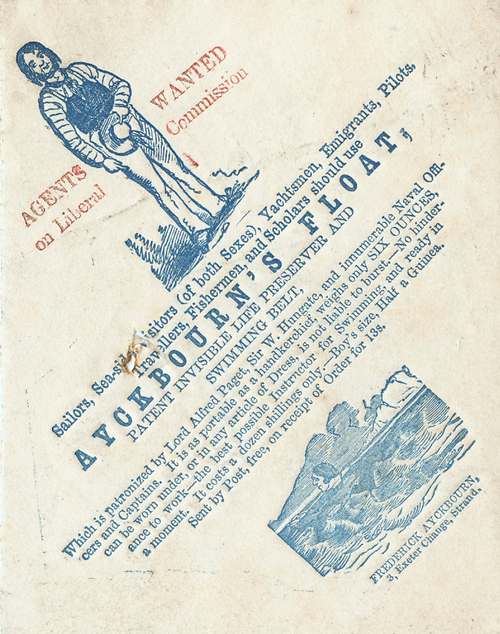 AGENTS WANTED
on Liberal Commission
Sailors, Sea- Visitors (of both Sexes), Yachtsmen, Emigrants, Pilots,
Travellers, Fishermen, and Scholars should use
AYCKBOURN'S FLOAT;
PATENT INVISIBLE LIFE PRESERVER AND
SWIMMING BELT,
Which is patronized by Lord Alfred Paget, Sir W. Hungate, and innumerable Naval Offi-
cers and Captains. It is as portable as a handkerchief, weighs only SIX OUNCES,
can be worn under or in any article of Dress, is not liable to burst.—No hinder-
ance to work—the best possible Instructor for Swimming, and ready in
a moment. It costs a dozen shillings only.—Boy's size, Half a Guinea.
Sent by Post, free, on receipt of Order for 13s.
FREDERICK AYCKBOURN,
3, Exeter Change, Strand.